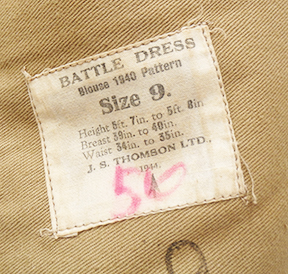 BATTLE DRESS
Blouse 1940 Pattern
Size 9.
Height 5ft. 7in. to 5ft 8in
Breast 39in. to 40in.
Waist 34in. to 35in.
J. S. THOMSON LTD.,
1944.
50